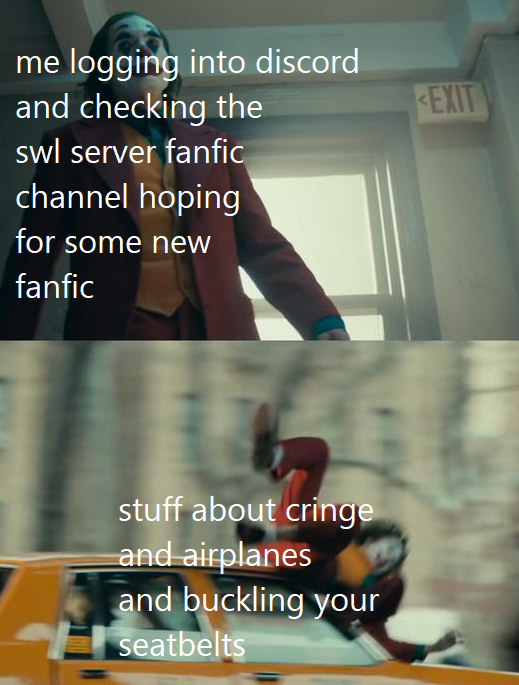 me logging into discord
and checking the
swl server fanfic
channel hoping
for some new
fanfic
<EXIT
stuff about cringe
and airplanes
and buckling your
seatbelts